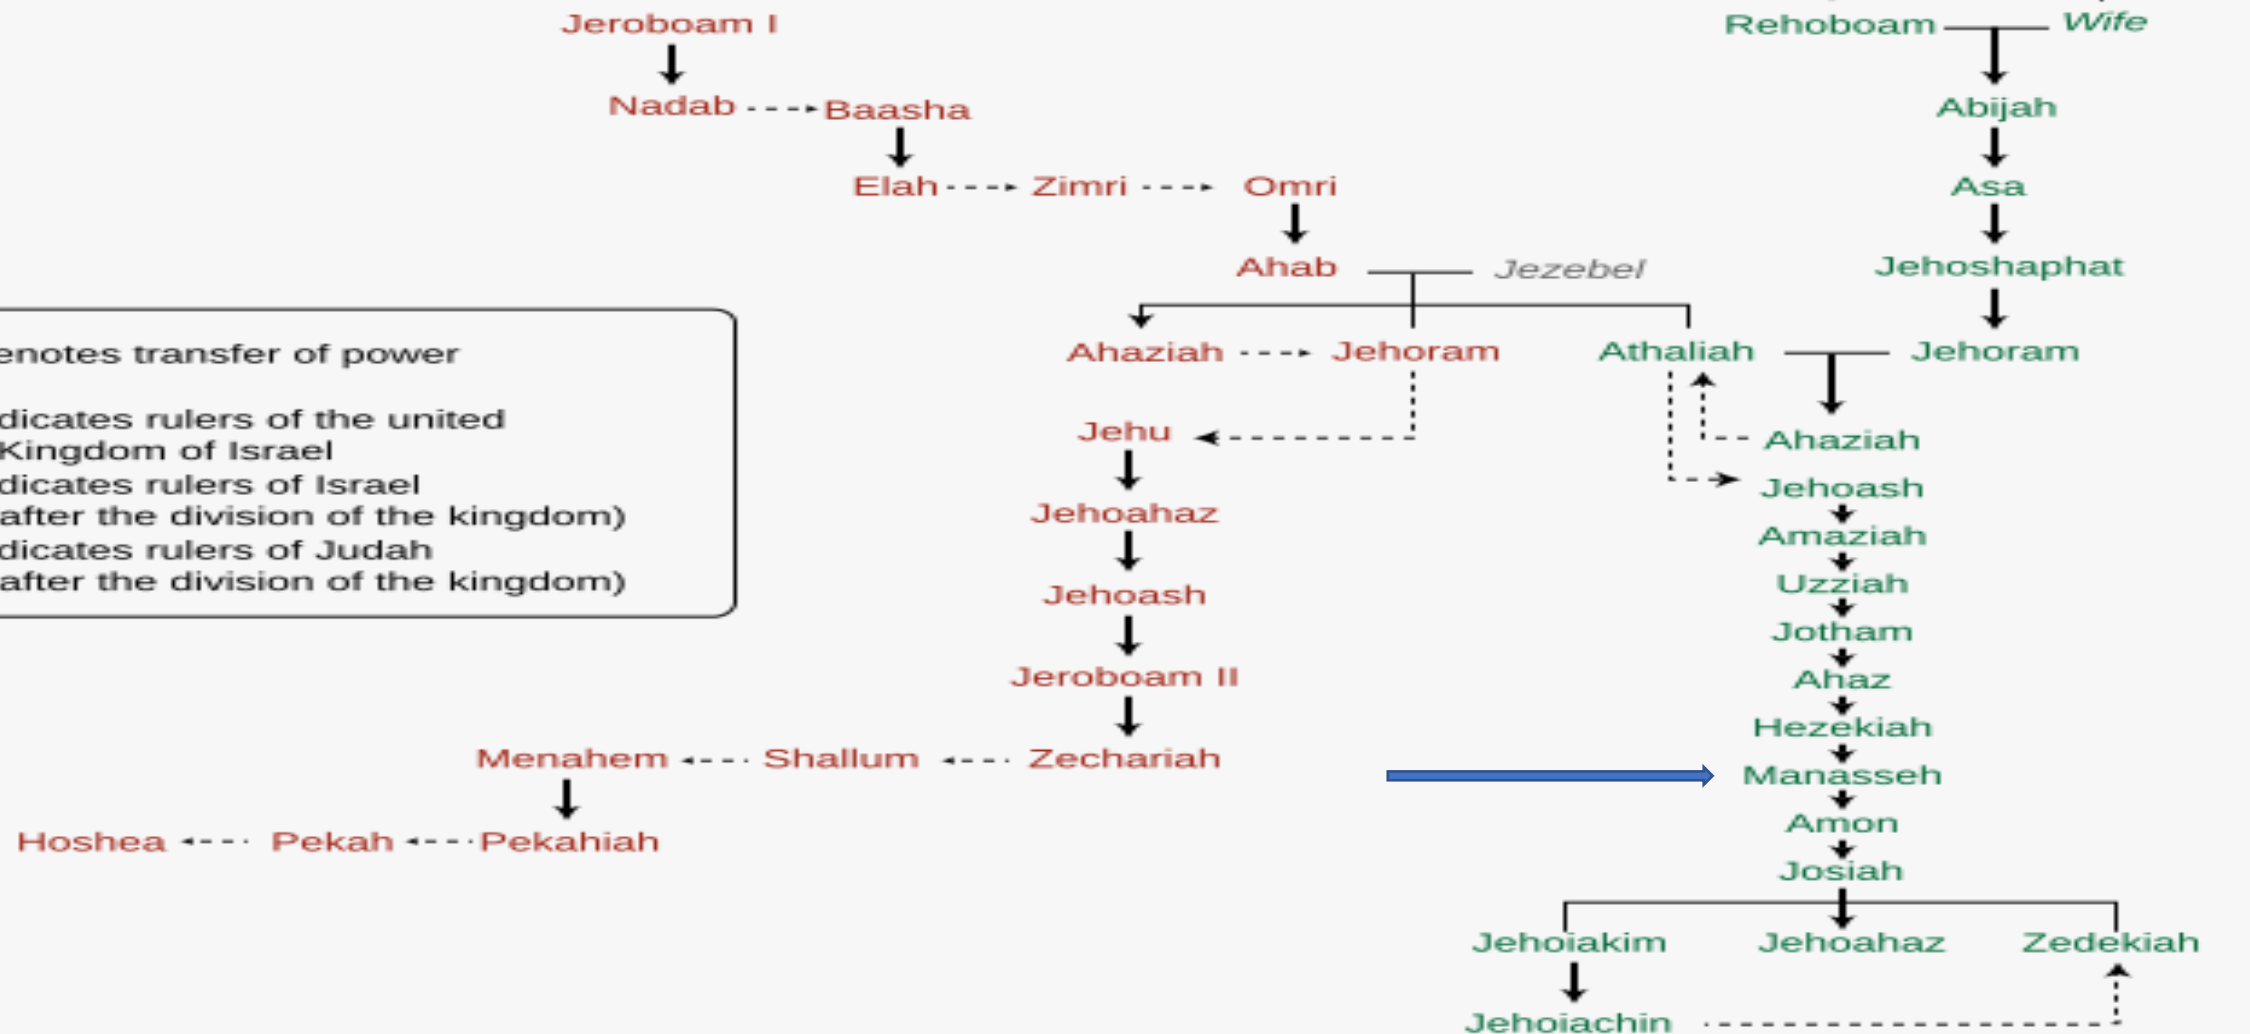 Jeroboam I
Rehoboam Wife
Nadab Baasha Abijah
Elah Zimri Omri Asa
Ahab Jezebel Jehoshaphat
Ahaziah Jehoram Athaliah Jehoram
enotes transfer of power
dicates rulers of the united
Kingdom of Israel
dicates rulers of Israel
after the division of the kingdom)
dicates rulers of Judah
after the division of the kingdom)
Jehu Ahaziah
Jehoash
Jehoahaz Amaziah
Uzziah
Jehoash Jotham
Jeroboam II Ahaz
Hezekiah
Menahem Shallum Zechariah Manasseh
Amon
Hoshea Pekah Pekahiah
Josiah
Jehoiakim Jehoahaz Zedekiah
Jehoiachin